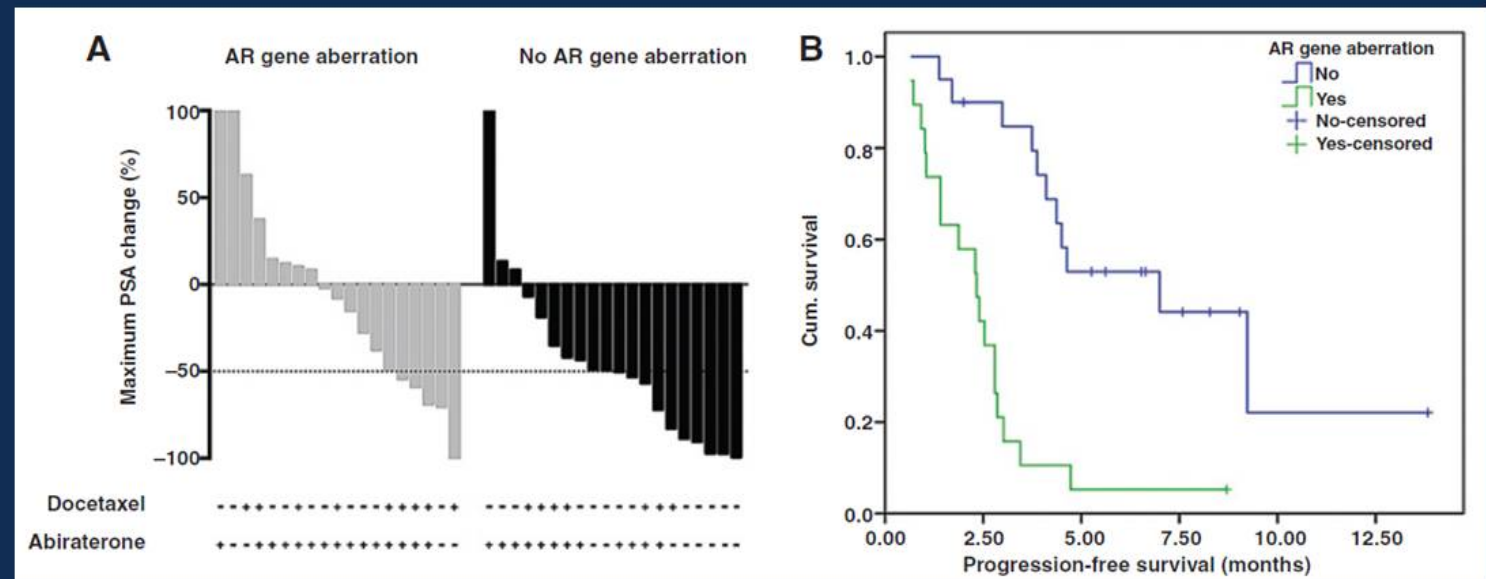 A
AR gene aberration
No AR gene aberration
Maximum PSA change (%)
100
50
0
−50
−100
Docetaxel
Abiraterone
B
AR gene aberration
No
Yes
No-censored
Yes-censored
Cum. survival
1.0
0.8
0.6
0.4
0.2
0.0
0.00 2.50 5.00 7.50 10.00 12.50
Progression-free survival (months)